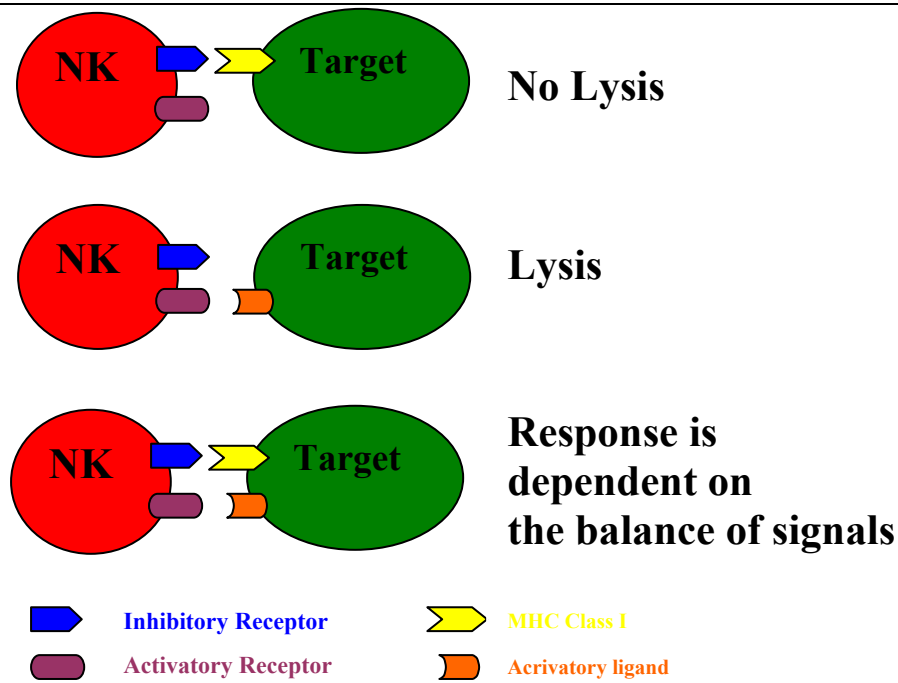 NK Target No Lysis
NK Target Lysis
NK Target
Response is
dependent on
the balance of signals
Inhibitory Receptor MHC Class I
Activatory Receptor Acrivatory ligand